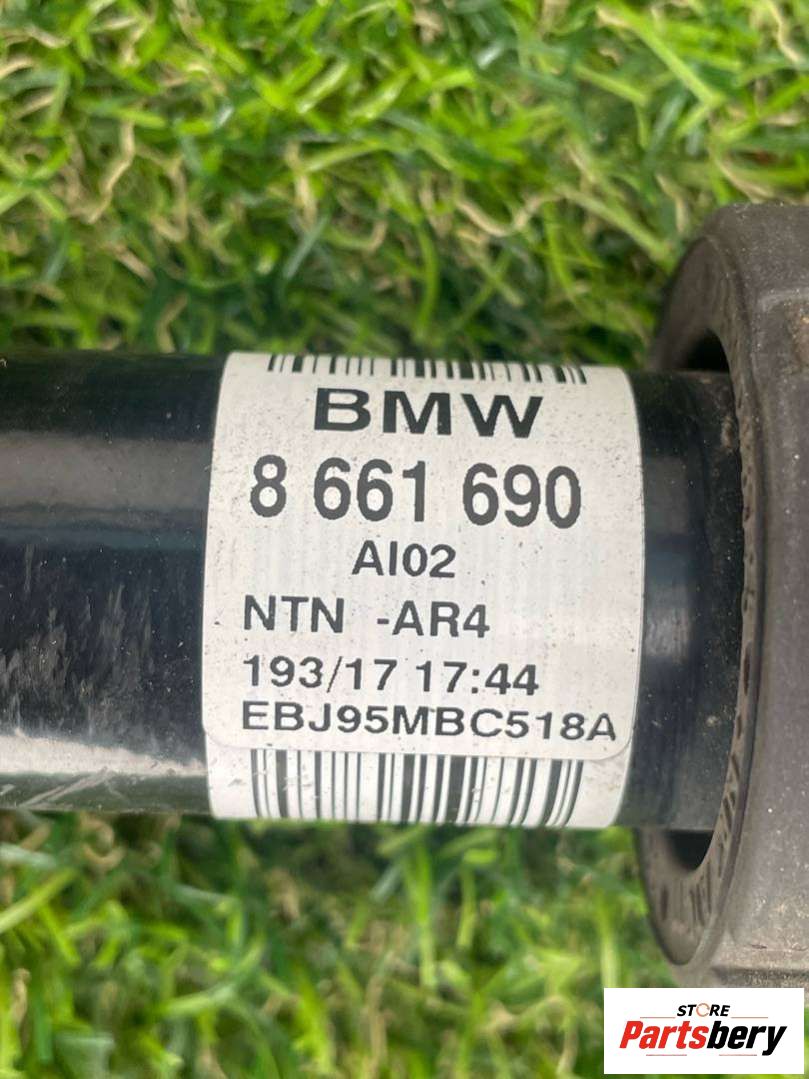 BMW
8 661 690
AI02
NTN -AR4
193/17 17:44
EBJ95MBC518A
STORE
Partsbery